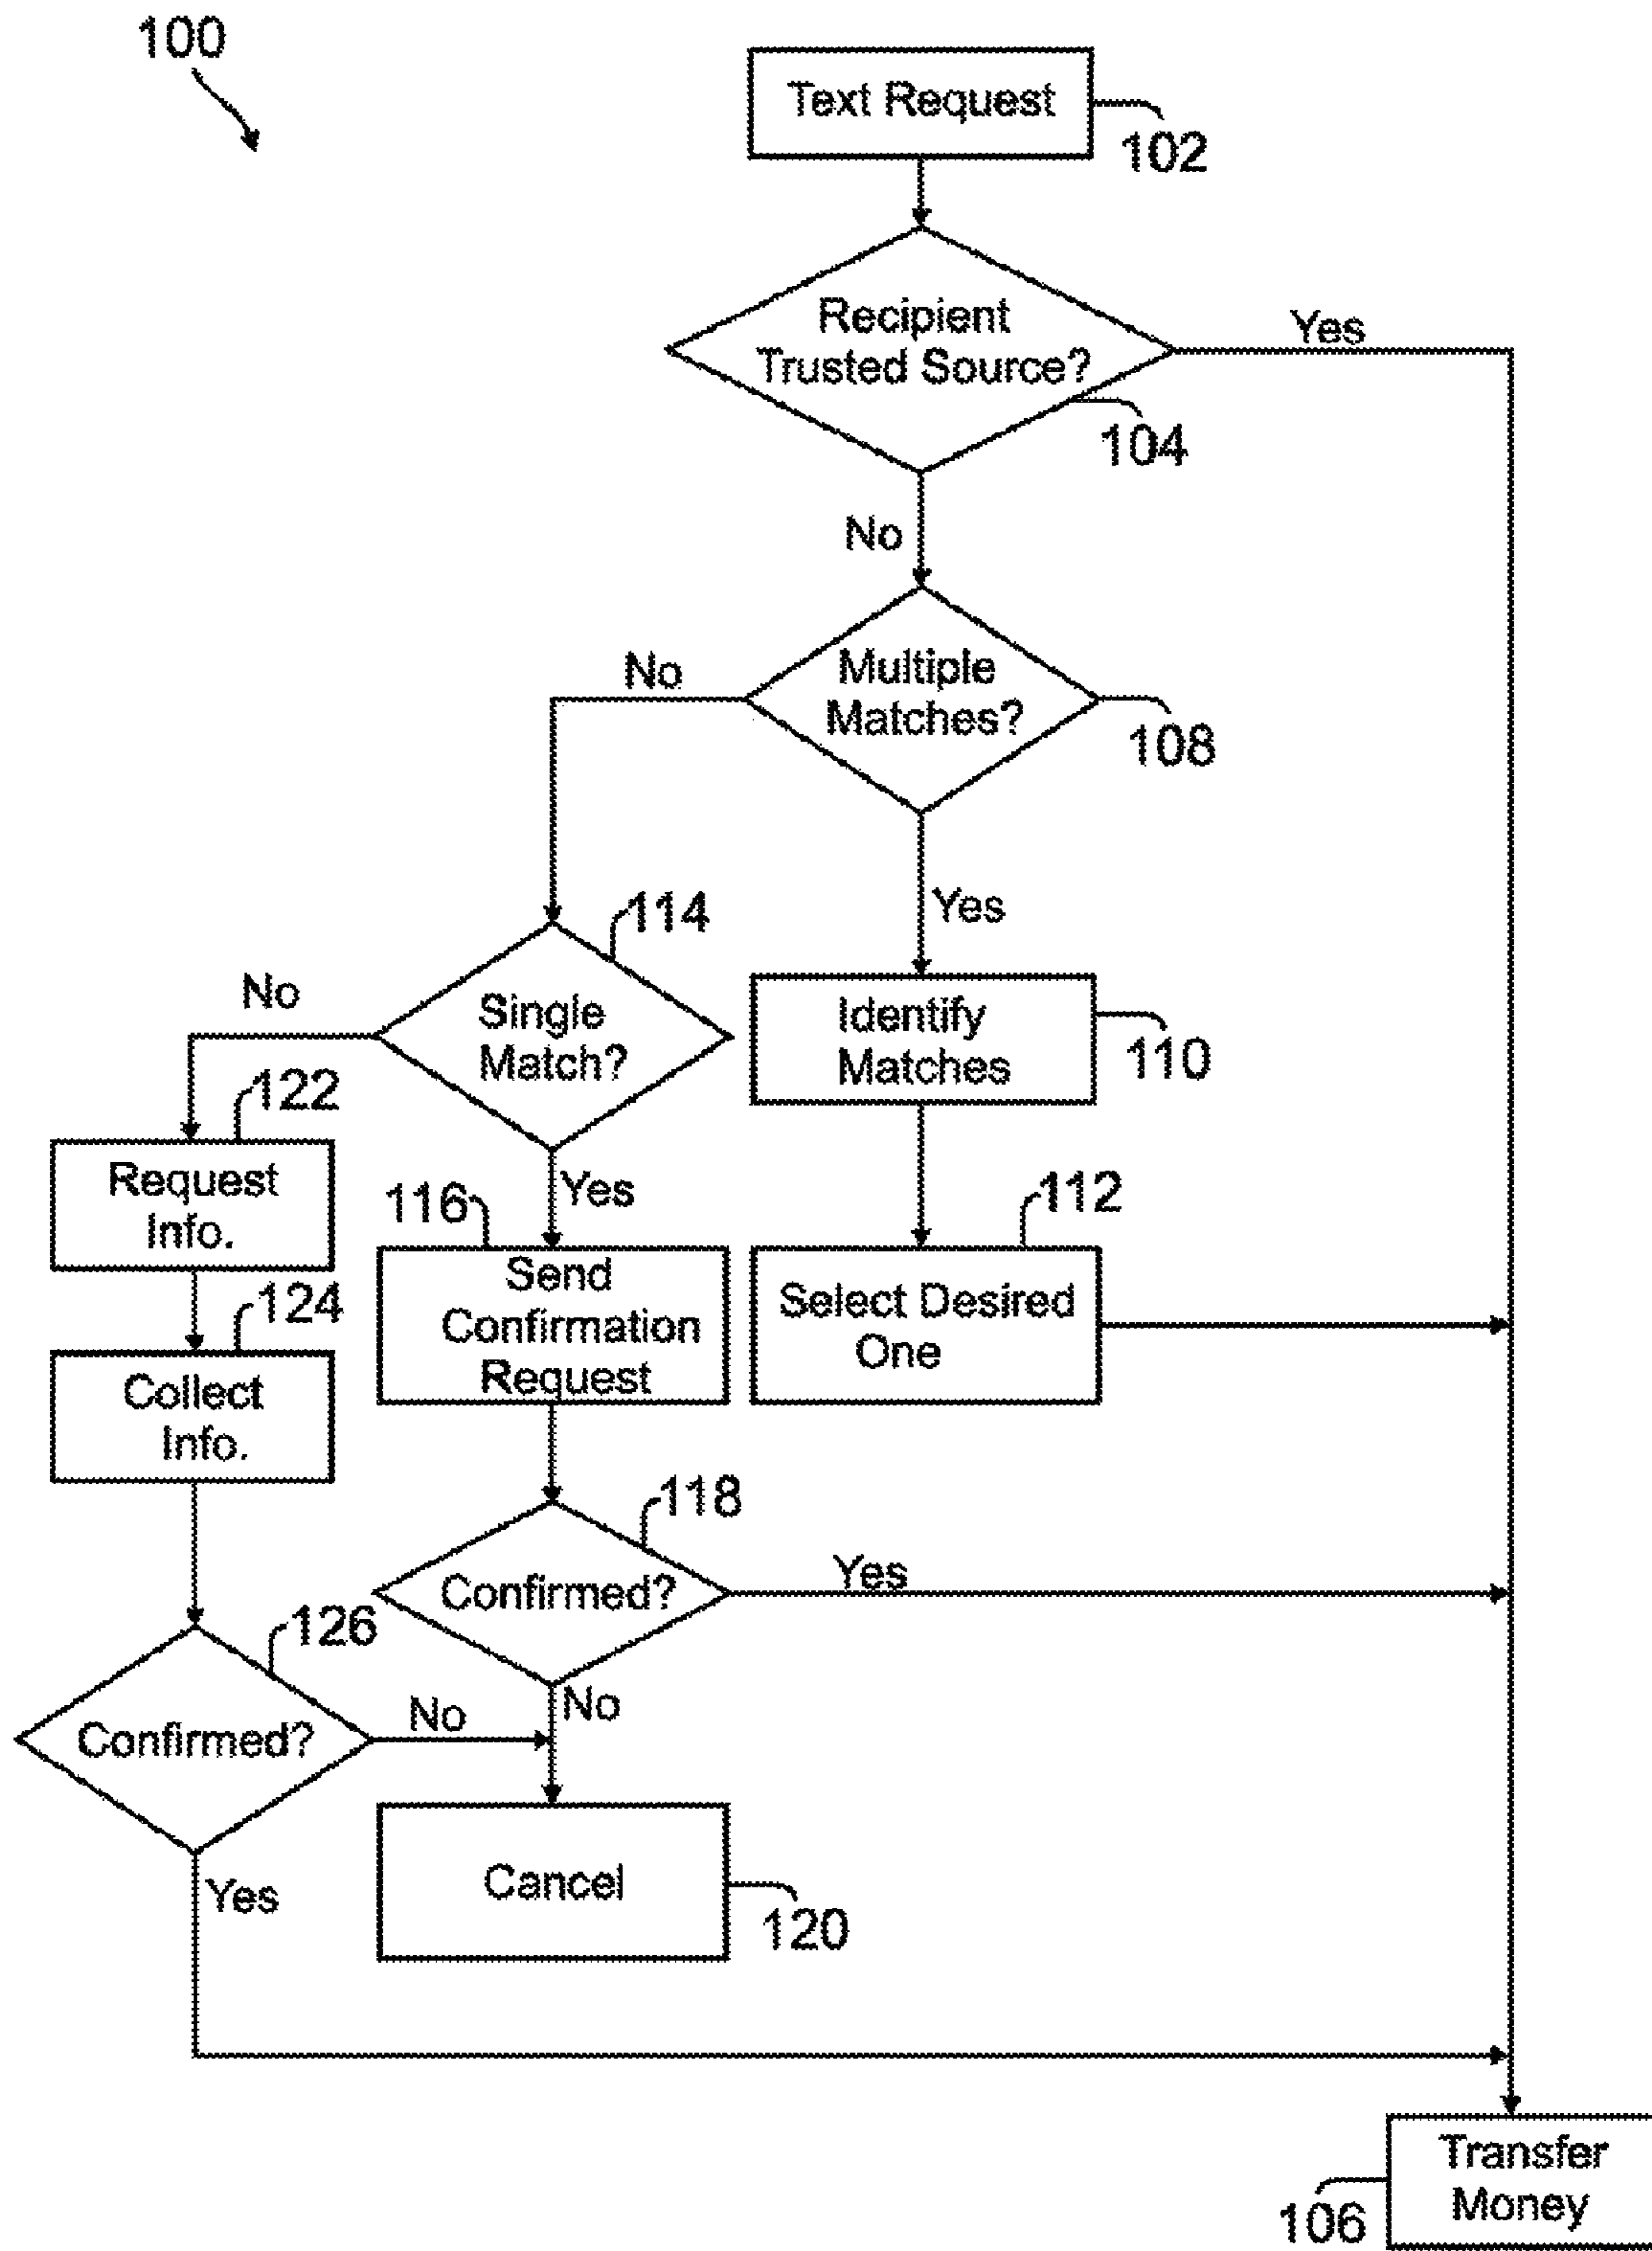 100
Text Request
102
Recipient
Trusted Source?
Yes
104
No
Multiple
Matches?
No
108
Yes
114
Single
Match?
No
Identify
Matches
110
122
Request
Info.
Yes
116
Send
Confirmation
Request
112
Select Desired
One
124
Collect
Info.
118
Confirmed?
Yes
No
126
Confirmed?
No
Yes
Cancel
120
Transfer
Money
106